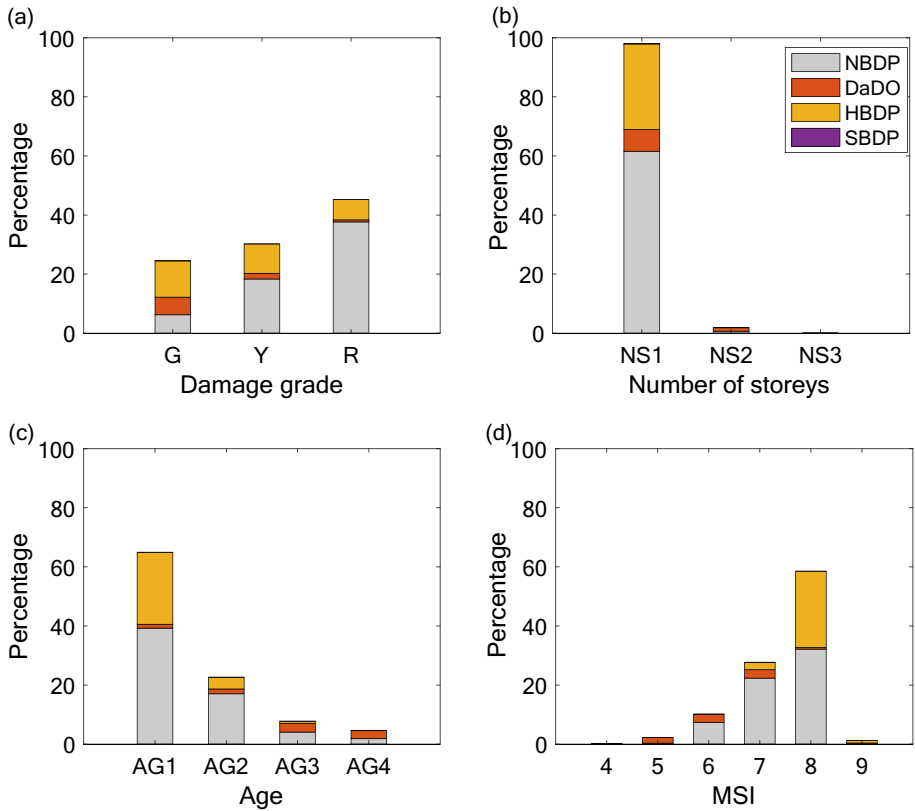 (a)
100
80
60
40
20
0
Percentage
G Y R
Damage grade
(b)
100
80
60
40
20
0
Percentage
NBDP
DaDO
HBDP
SBDP
NS1 NS2 NS3
Number of storeys
(c)
100
80
60
40
20
0
Percentage
AG1 AG2 AG3 AG4
Age
(d)
100
80
60
40
20
0
Percentage
4 5 6 7 8 9
MSI